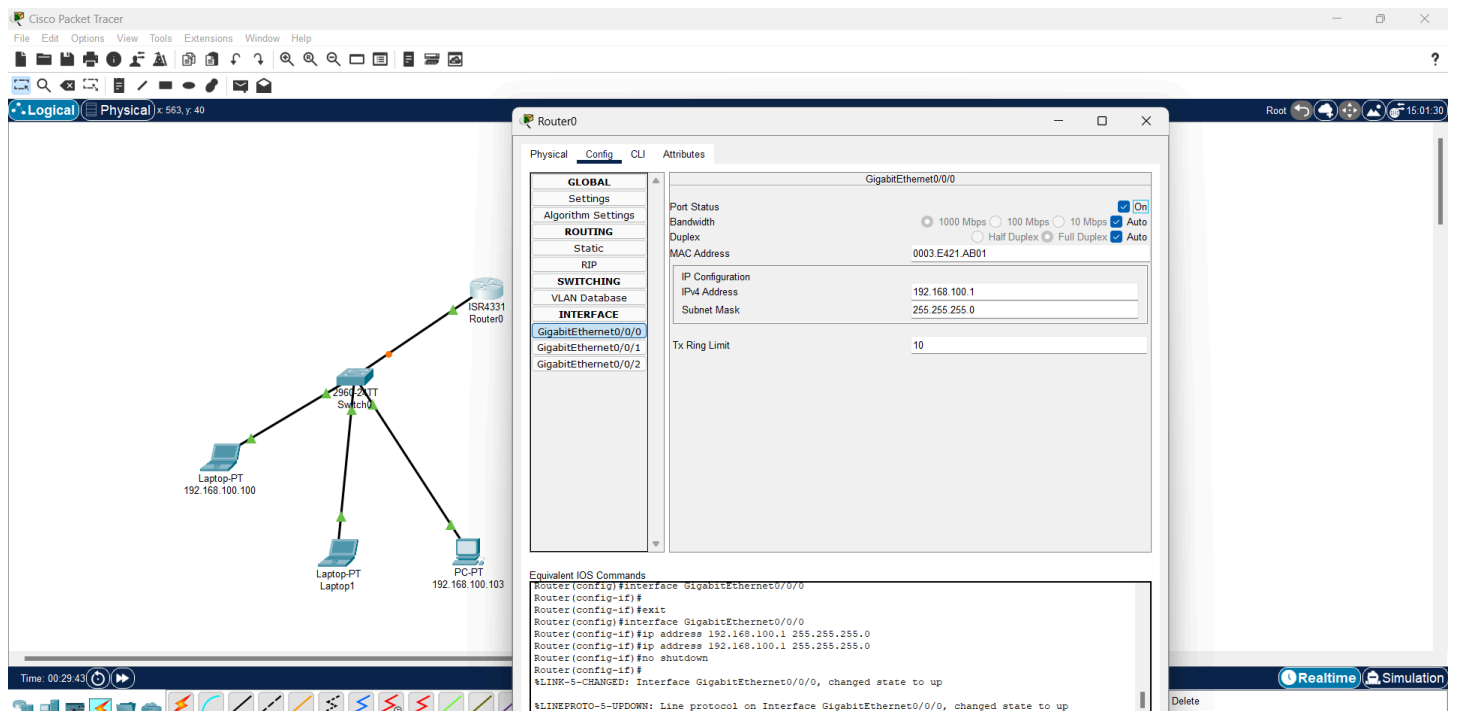 Cisco Packet Tracer
File Edit Options View Tools Extensions Window Help
?
Logical Physical x: 563, y: 40
Root 15:01:30
Router0
Physical Config CLI Attributes
GLOBAL
Settings
Algorithm Settings
ROUTING
Static
RIP
SWITCHING
VLAN Database
INTERFACE
GigabitEthernet0/0/0
GigabitEthernet0/0/1
GigabitEthernet0/0/2
GigabitEthernet0/0/0
Port Status On
Bandwidth 1000 Mbps 100 Mbps 10 Mbps Auto
Duplex Half Duplex Full Duplex Auto
MAC Address 0003.E421.AB01
IP Configuration
IPv4 Address 192.168.100.1
Subnet Mask 255.255.255.0
Tx Ring Limit 10
ISR4331
Router0
2960-24TT
Switch0
Laptop-PT
192.168.100.100
Laptop-PT
Laptop1
PC-PT
192.168.100.103
Equivalent IOS Commands
Router(config)#interface GigabitEthernet0/0/0
Router(config-if)#
Router(config-if)#exit
Router(config)#interface GigabitEthernet0/0/0
Router(config-if)#ip address 192.168.100.1 255.255.255.0
Router(config-if)#ip address 192.168.100.1 255.255.255.0
Router(config-if)#no shutdown
Router(config-if)#
%LINK-5-CHANGED: Interface GigabitEthernet0/0/0, changed state to up
%LINEPROTO-5-UPDOWN: Line protocol on Interface GigabitEthernet0/0/0, changed state to up
Time: 00:29:43
Realtime Simulation
Delete